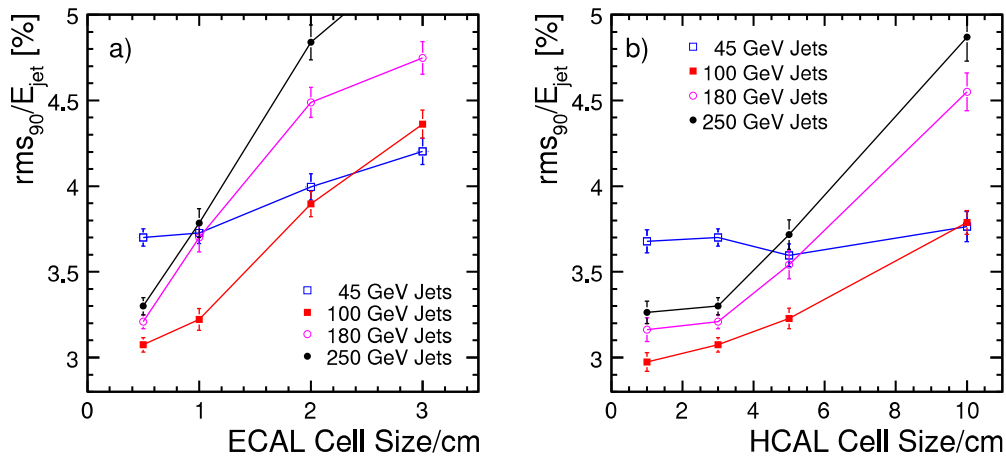 a)
rms90/Ejet [%]
5
4.5
4
3.5
3
0 1 2 3
ECAL Cell Size/cm
45 GeV Jets
100 GeV Jets
180 GeV Jets
250 GeV Jets
b)
rms90/Ejet [%]
5
4.5
4
3.5
3
0 2 4 6 8 10
HCAL Cell Size/cm
45 GeV Jets
100 GeV Jets
180 GeV Jets
250 GeV Jets